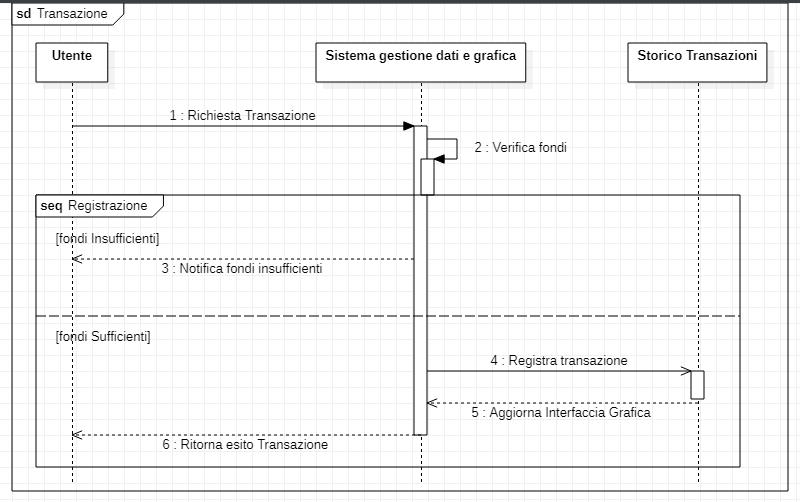 sd Transazione
Utente
Sistema gestione dati e grafica
Storico Transazioni
1 : Richiesta Transazione
2 : Verifica fondi
seq Registrazione
[fondi Insufficienti]
3 : Notifica fondi insufficienti
[fondi Sufficienti]
4 : Registra transazione
5 : Aggiorna Interfaccia Grafica
6 : Ritorna esito Transazione